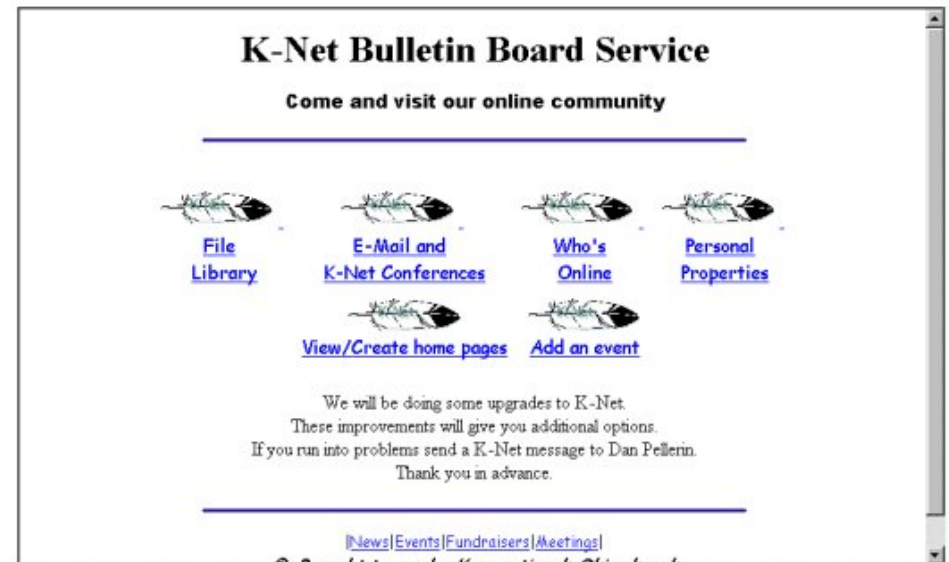 K-Net Bulletin Board Service
Come and visit our online community
File Library
E-Mail and K-Net Conferences
Who's Online
Personal Properties
View/Create home pages
Add an event
We will be doing some upgrades to K-Net.
These improvements will give you additional options.
If you run into problems send a K-Net message to Dan Pellerin.
Thank you in advance.
|News|Events|Fundraisers|Meetings|